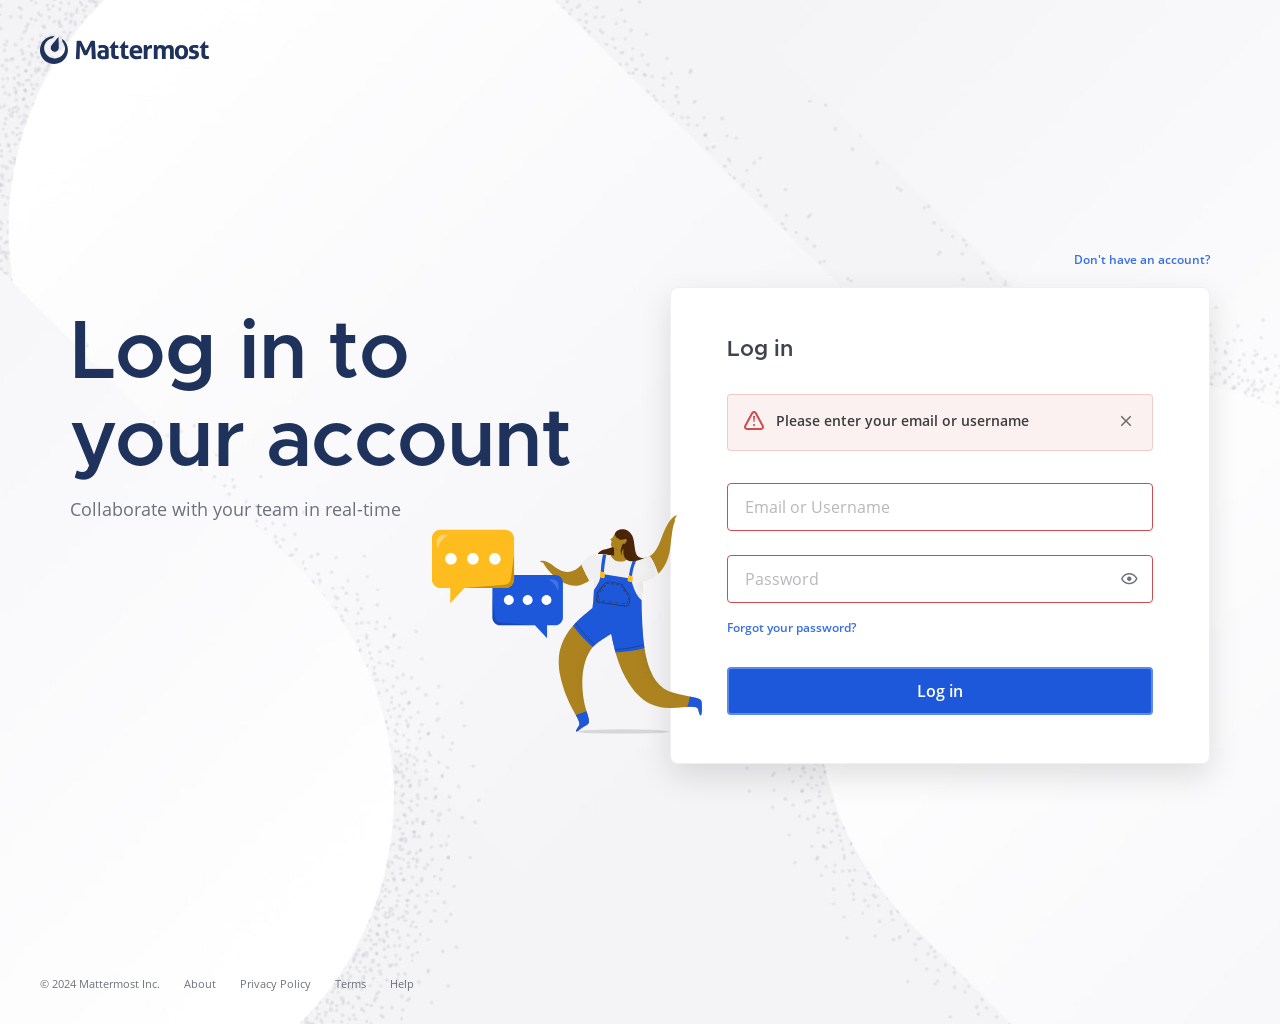 Mattermost
Don't have an account?
Log in to
your account
Collaborate with your team in real-time
Log in
Please enter your email or username
Email or Username
Password
Forgot your password?
Log in
© 2024 Mattermost Inc. About Privacy Policy Terms Help